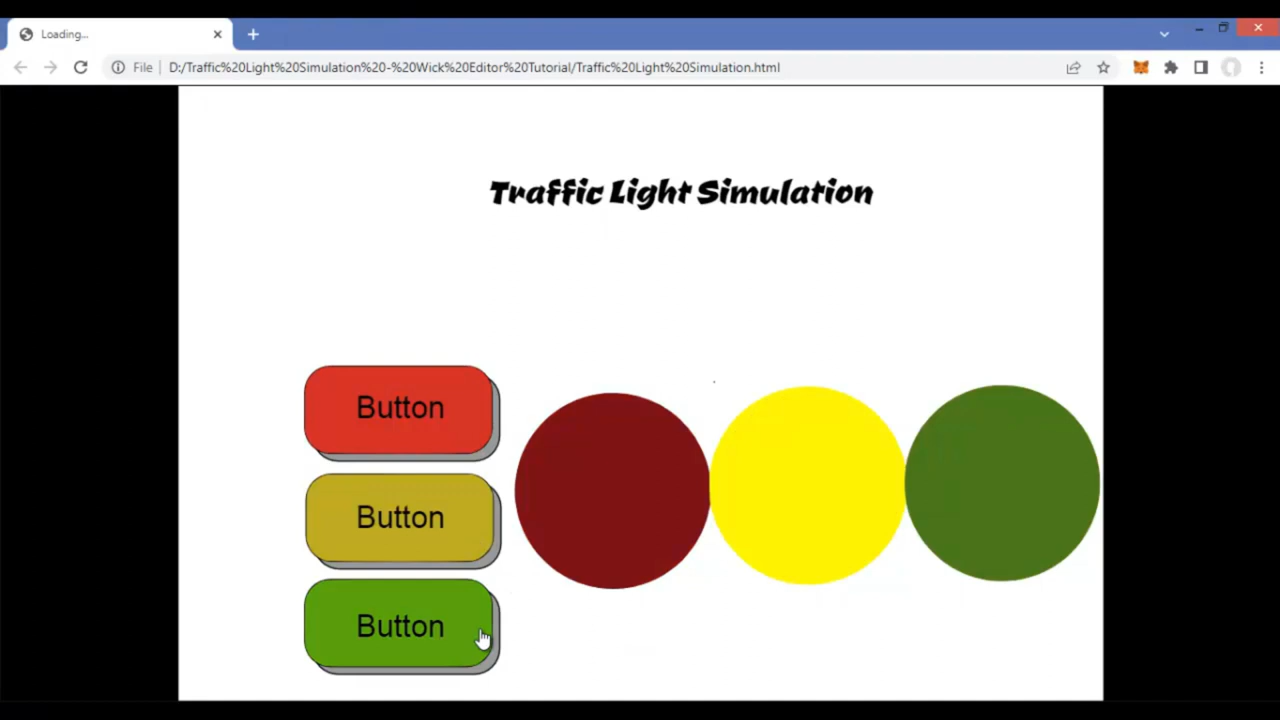 Loading...
File
D:/Traffic%20Light%20Simulation%20-%20Wick%20Editor%20Tutorial/Traffic%20Light%20Simulation.html
Traffic Light Simulation
Button
Button
Button